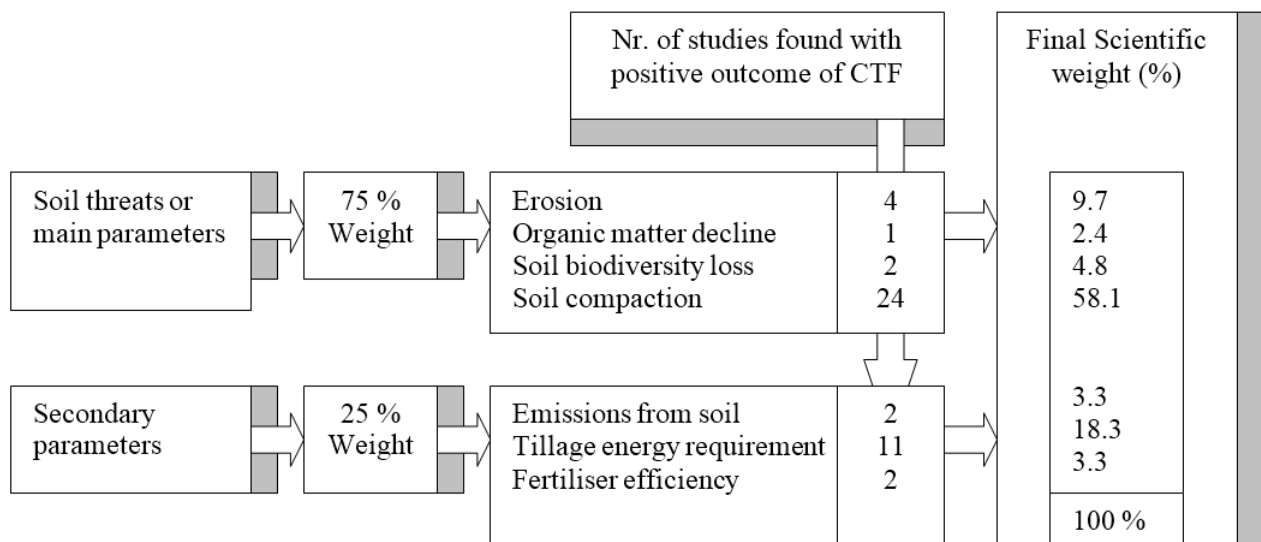 Nr. of studies found with
positive outcome of CTF
Final Scientific
weight (%)
Soil threats or
main parameters
75 %
Weight
Erosion 4 9.7
Organic matter decline 1 2.4
Soil biodiversity loss 2 4.8
Soil compaction 24 58.1
Secondary
parameters
25 %
Weight
Emissions from soil 2 3.3
Tillage energy requirement 11 18.3
Fertiliser efficiency 2 3.3
100 %